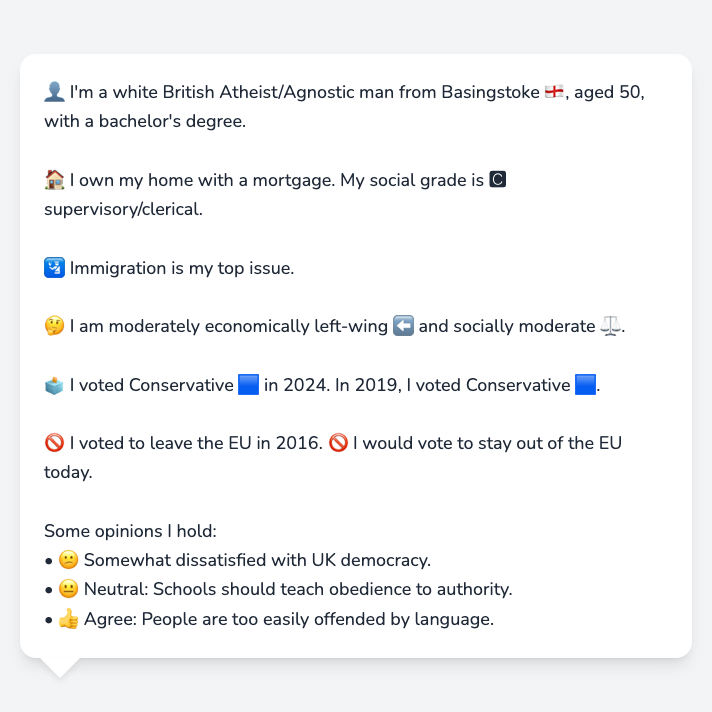 👤 I'm a white British Atheist/Agnostic man from Basingstoke 🏴󠁧󠁢󠁥󠁮󠁧󠁿, aged 50,
with a bachelor's degree.
🏠 I own my home with a mortgage. My social grade is 🅲
supervisory/clerical.
🛂 Immigration is my top issue.
🤔 I am moderately economically left-wing ⬅️ and socially moderate ⚖️.
🗳️ I voted Conservative 🟦 in 2024. In 2019, I voted Conservative 🟦.
🚫 I voted to leave the EU in 2016. 🚫 I would vote to stay out of the EU
today.
Some opinions I hold:
• 😕 Somewhat dissatisfied with UK democracy.
• 😐 Neutral: Schools should teach obedience to authority.
• 👍 Agree: People are too easily offended by language.